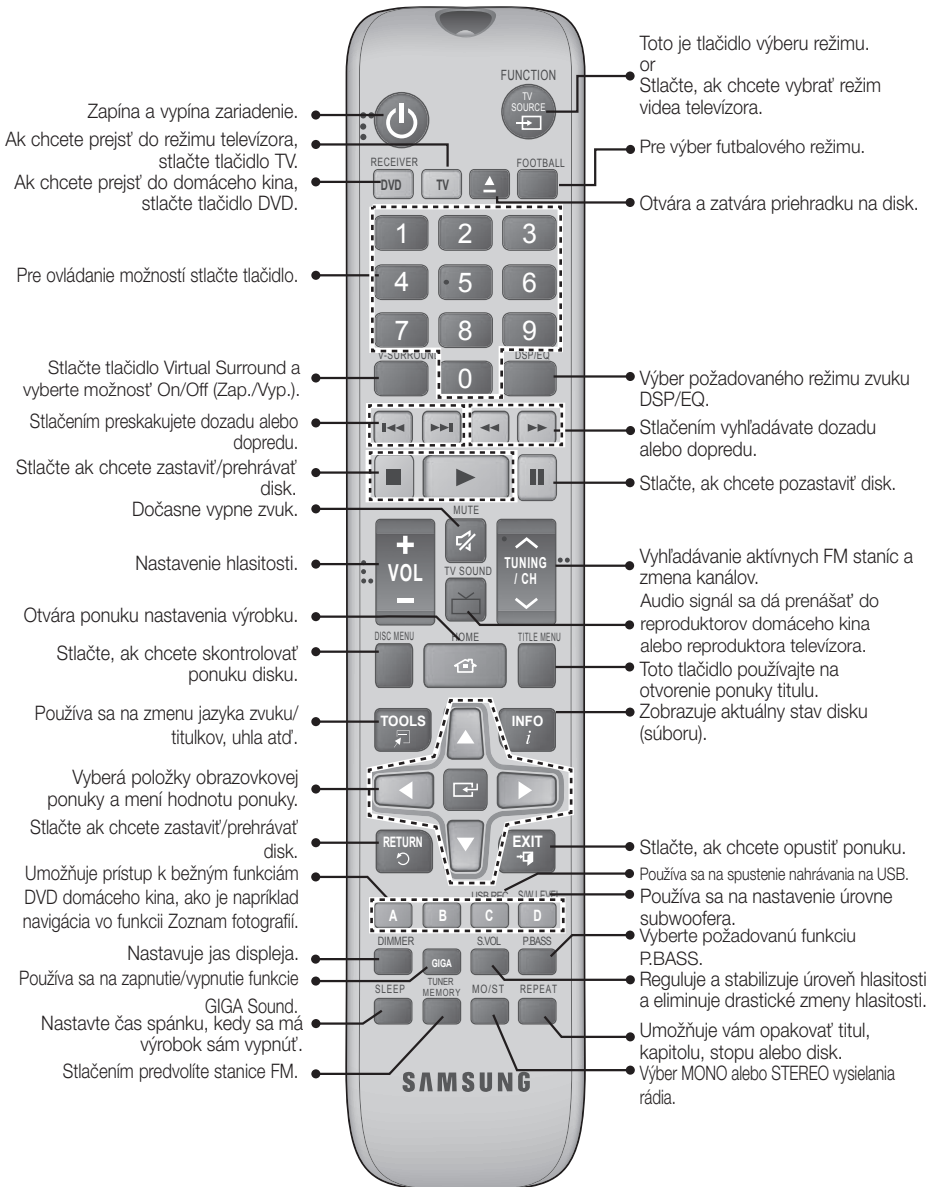 Zapína a vypína zariadenie.
Ak chcete prejsť do režimu televízora,
stlačte tlačidlo TV.
Ak chcete prejsť do domáceho kina,
stlačte tlačidlo DVD.
Pre ovládanie možností stlačte tlačidlo.
Stlačte tlačidlo Virtual Surround a
vyberte možnosť On/Off (Zap./Vyp.).
Stlačením preskakujete dozadu alebo
dopredu.
Stlačte ak chcete zastaviť/prehrávať
disk.
Dočasne vypne zvuk.
Nastavenie hlasitosti.
Otvára ponuku nastavenia výrobku.
Stlačte, ak chcete skontrolovať
ponuku disku.
Používa sa na zmenu jazyka zvuku/
titulkov, uhla atď.
Vyberá položky obrazovkovej
ponuky a mení hodnotu ponuky.
Stlačte ak chcete zastaviť/prehrávať
disk.
Umožňuje prístup k bežným funkciám
DVD domáceho kina, ako je napríklad
navigácia vo funkcii Zoznam fotografií.
Nastavuje jas displeja.
Používa sa na zapnutie/vypnutie funkcie
GIGA Sound.
Nastavte čas spánku, kedy sa má
výrobok sám vypnúť.
Stlačením predvolíte stanice FM.
FUNCTION
TV
SOURCE
RECEIVER
FOOTBALL
DVD
TV
1 2 3
4 5 6
7 8 9
V-SURROUND
0
DSP/EQ
MUTE
+
VOL
−
TV SOUND
TUNING
/ CH
DISC MENU
HOME
TITLE MENU
TOOLS
INFO
i
RETURN
EXIT
USB REC
S/W LEVEL
A B C D
DIMMER
S.VOL
P.BASS
GIGA
SLEEP
TUNER
MEMORY
MO/ST
REPEAT
SAMSUNG
Toto je tlačidlo výberu režimu.
or
Stlačte, ak chcete vybrať režim
videa televízora.
Pre výber futbalového režimu.
Otvára a zatvára priehradku na disk.
Výber požadovaného režimu zvuku
DSP/EQ.
Stlačením vyhľadávate dozadu
alebo dopredu.
Stlačte, ak chcete pozastaviť disk.
Vyhľadávanie aktívnych FM staníc a
zmena kanálov.
Audio signál sa dá prenášať do
reproduktorov domáceho kina
alebo reproduktora televízora.
Toto tlačidlo používajte na
otvorenie ponuky titulu.
Zobrazuje aktuálny stav disku
(súboru).
Stlačte, ak chcete opustiť ponuku.
Používa sa na spustenie nahrávania na USB.
Používa sa na nastavenie úrovne
subwoofera.
Vyberte požadovanú funkciu
P.BASS.
Reguluje a stabilizuje úroveň hlasitosti
a eliminuje drastické zmeny hlasitosti.
Umožňuje vám opakovať titul,
kapitolu, stopu alebo disk.
Výber MONO alebo STEREO vysielania
rádia.